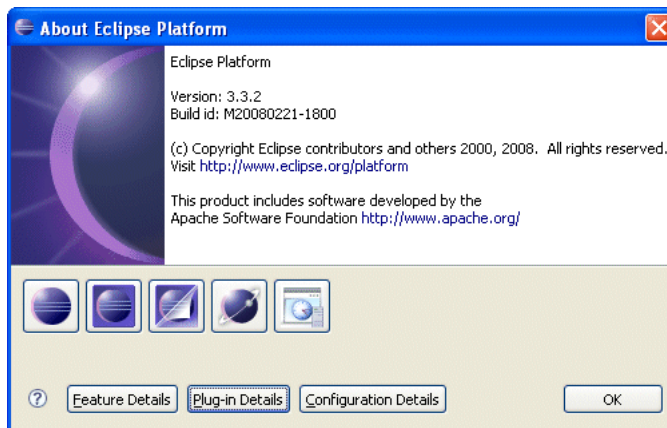 About Eclipse Platform
Eclipse Platform
Version: 3.3.2
Build id: M20080221-1800
(c) Copyright Eclipse contributors and others 2000, 2008.  All rights reserved.
Visit http://www.eclipse.org/platform
This product includes software developed by the
Apache Software Foundation http://www.apache.org/
? Feature Details Plug-in Details Configuration Details OK